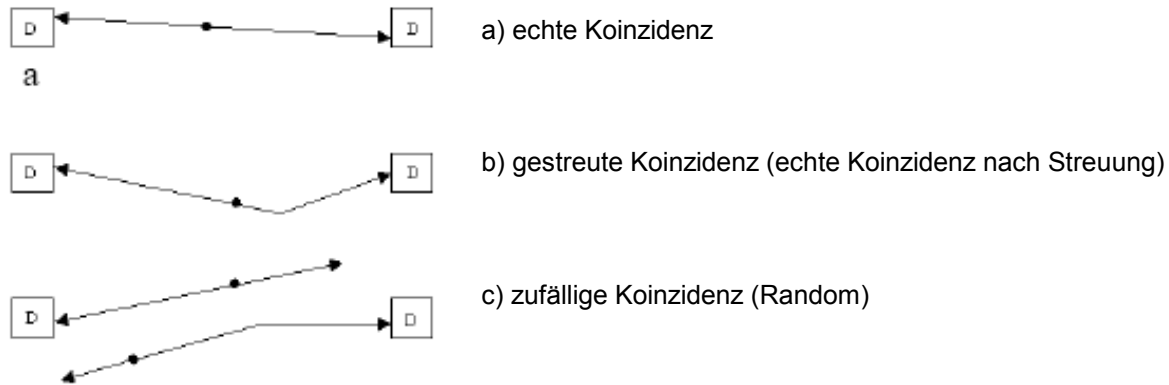 D D a) echte Koinzidenz
a
D D b) gestreute Koinzidenz (echte Koinzidenz nach Streuung)
D D c) zufällige Koinzidenz (Random)